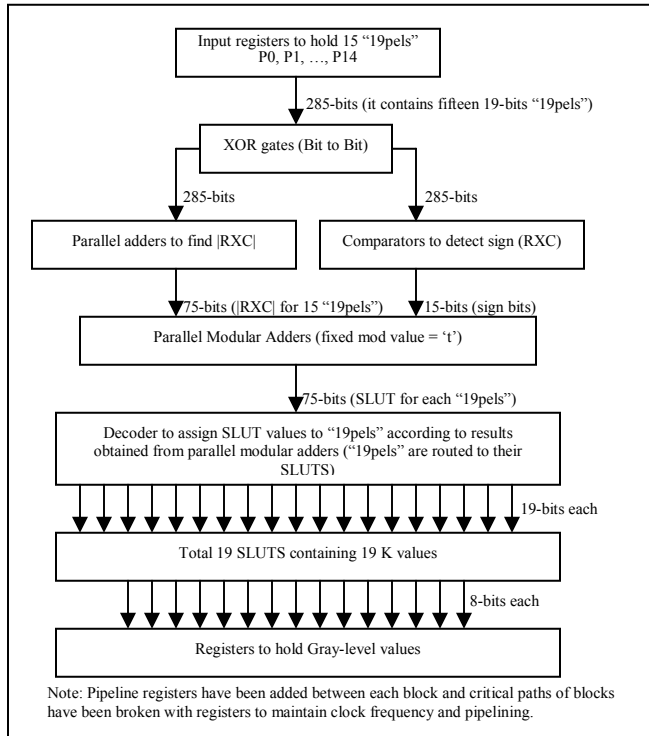 Input registers to hold 15 “19pels”
P0, P1, …, P14
285-bits (it contains fifteen 19-bits “19pels”)
XOR gates (Bit to Bit)
285-bits
285-bits
Parallel adders to find |RXC|
Comparators to detect sign (RXC)
75-bits (|RXC| for 15 “19pels”)
15-bits (sign bits)
Parallel Modular Adders (fixed mod value = ‘t’)
75-bits (SLUT for each “19pels”)
Decoder to assign SLUT values to “19pels” according to results
obtained from parallel modular adders (“19pels” are routed to their
SLUTS)
19-bits each
Total 19 SLUTS containing 19 K values
8-bits each
Registers to hold Gray-level values
Note: Pipeline registers have been added between each block and critical paths of blocks
have been broken with registers to maintain clock frequency and pipelining.